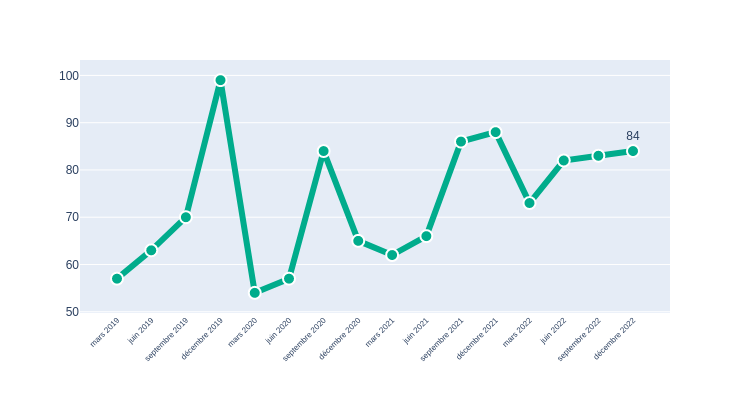 100
90
80
70
60
50
84
mars 2019
juin 2019
septembre 2019
décembre 2019
mars 2020
juin 2020
septembre 2020
décembre 2020
mars 2021
juin 2021
septembre 2021
décembre 2021
mars 2022
juin 2022
septembre 2022
décembre 2022